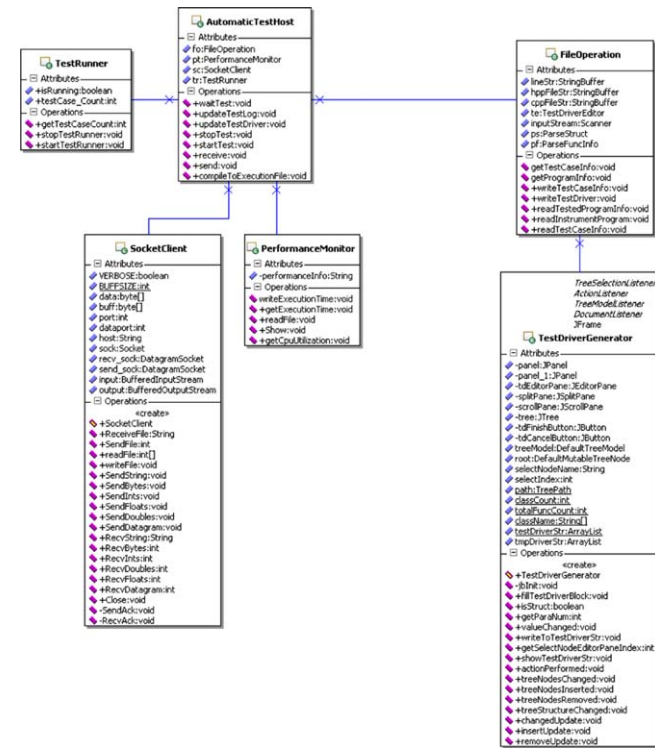 AutomaticTestHost
Attributes
fo:FileOperation
pt:PerformanceMonitor
sc:SocketClient
tr:TestRunner
Operations
+waitTest:void
+updateTestLog:void
+updateTestDriver:void
+stopTest:void
+startTest:void
+receive:void
+send:void
+compileToExecutionFile:void
TestRunner
Attributes
+isRunning:boolean
+testCase_Count:int
Operations
+getTestCaseCount:int
+stopTestRunner:void
+startTestRunner:void
FileOperation
Attributes
lineStr:StringBuffer
hppFileStr:StringBuffer
cppFileStr:StringBuffer
te:TestDriverEditor
inputStream:Scanner
ps:ParseStruct
pf:ParseFuncInfo
Operations
getTestCaseInfo:void
getProgramInfo:void
+writeTestCaseInfo:void
+writeTestDriver:void
+readTestedProgramInfo:void
+readInstrumentProgram:void
+readTestCaseInfo:void
SocketClient
Attributes
VERBOSE:boolean
BUFFSIZE:int
data:byte[]
buff:byte[]
port:int
dataport:int
host:String
sock:Socket
recv_sock:DatagramSocket
send_sock:DatagramSocket
input:BufferedInputStream
output:BufferedOutputStream
Operations
«create»
+SocketClient
+ReceiveFile:String
+SendFile:int
+readFile:int[]
+writeFile:void
+SendString:void
+SendBytes:void
+SendInts:void
+SendFloats:void
+SendDoubles:void
+SendDatagram:void
+RecvString:String
+RecvBytes:int
+RecvInts:int
+RecvDoubles:int
+RecvFloats:int
+RecvDatagram:int
+Close:void
-SendAck:void
-RecvAck:void
PerformanceMonitor
Attributes
-performanceInfo:String
Operations
writeExecutionTime:void
+getExecutionTime:void
+readFile:void
+Show:void
+getCpuUtilization:void
TreeSelectionListener
ActionListener
TreeModelListener
DocumentListener
JFrame
TestDriverGenerator
Attributes
-panel:JPanel
-panel_1:JPanel
-tdEditorPane:JEditorPane
-splitPane:JSplitPane
-scrollPane:JScrollPane
-tree:JTree
-tdFinishButton:JButton
-tdCancelButton:JButton
treeModel:DefaultTreeModel
root:DefaultMutableTreeNode
selectNodeName:String
selectIndex:int
path:TreePath
classCount:int
totalFuncCount:int
className:String[]
testDriverStr:ArrayList
tmpDriverStr:ArrayList
Operations
«create»
+TestDriverGenerator
-jbInit:void
+fillTestDriverBlock:void
+isStruct:boolean
+getParaNum:int
+valueChanged:void
+writeToTestDriverStr:void
+getSelectNodeEditorPaneIndex:int
+showTestDriverStr:void
+actionPerformed:void
+treeNodesChanged:void
+treeNodesInserted:void
+treeNodesRemoved:void
+treeStructureChanged:void
+changedUpdate:void
+insertUpdate:void
+removeUpdate:void